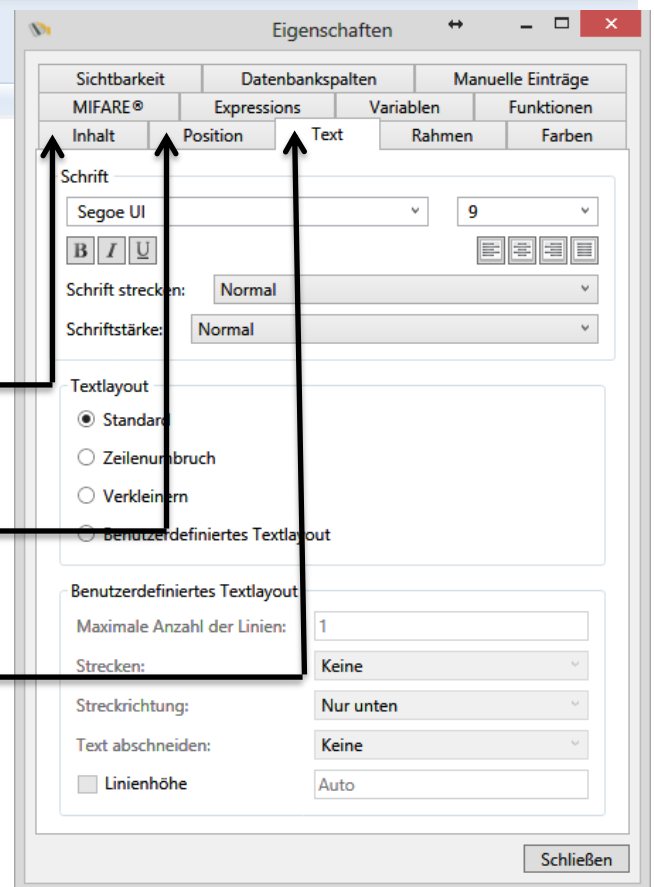 Eigenschaften
Sichtbarkeit Datenbankspalten Manuelle Einträge
MIFARE® Expressions Variablen Funktionen
Inhalt Position Text Rahmen Farben
Schrift
Segoe UI 9
B I U
Schrift strecken: Normal
Schriftstärke: Normal
Textlayout
Standard
Zeilenumbruch
Verkleinern
Benutzerdefiniertes Textlayout
Benutzerdefiniertes Textlayout
Maximale Anzahl der Linien: 1
Strecken: Keine
Streckrichtung: Nur unten
Text abschneiden: Keine
Linienhöhe Auto
Schließen